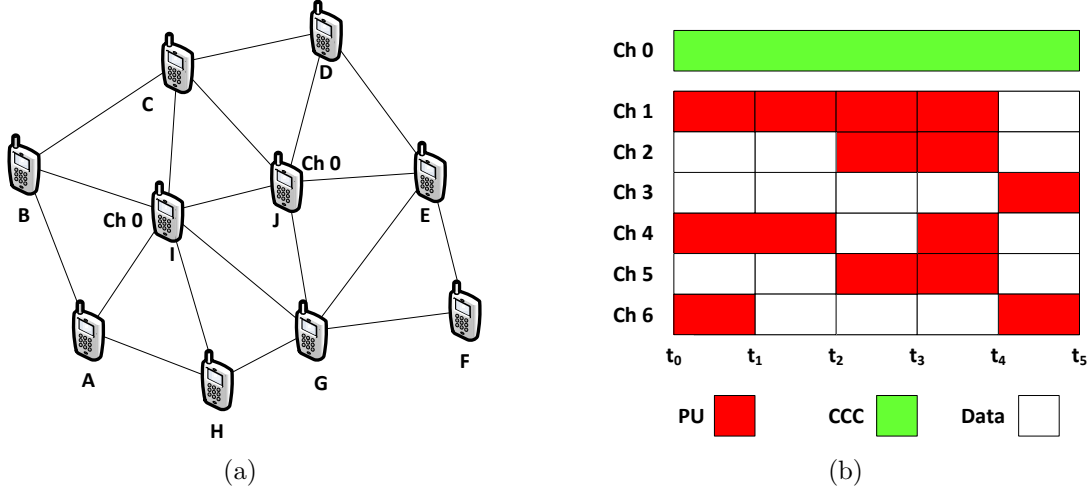 D
C
Ch 0
B
Ch 0
J
E
I
A
G
F
H
(a)
Ch 0
Ch 1
Ch 2
Ch 3
Ch 4
Ch 5
Ch 6
t0 t1 t2 t3 t4 t5
PU CCC Data
(b)